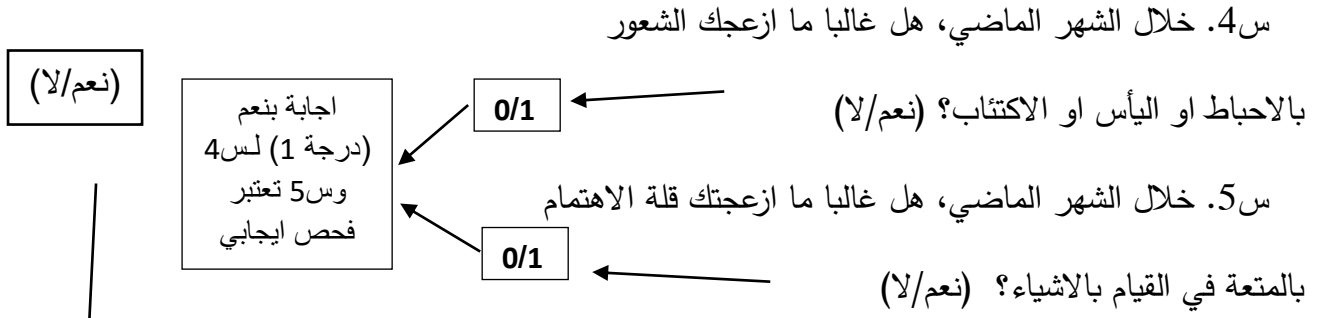 س4. خلال الشهر الماضي، هل غالبا ما ازعجك الشعور
بالاحباط او اليأس او الاكتئاب؟ (نعم/لا)
0/1
س5. خلال الشهر الماضي، هل غالبا ما ازعجتك قلة الاهتمام
بالمتعة في القيام بالاشياء؟ (نعم/لا)
0/1
اجابة بنعم
(درجة 1) لـس4
وس5 تعتبر
فحص ايجابي
(نعم/لا)